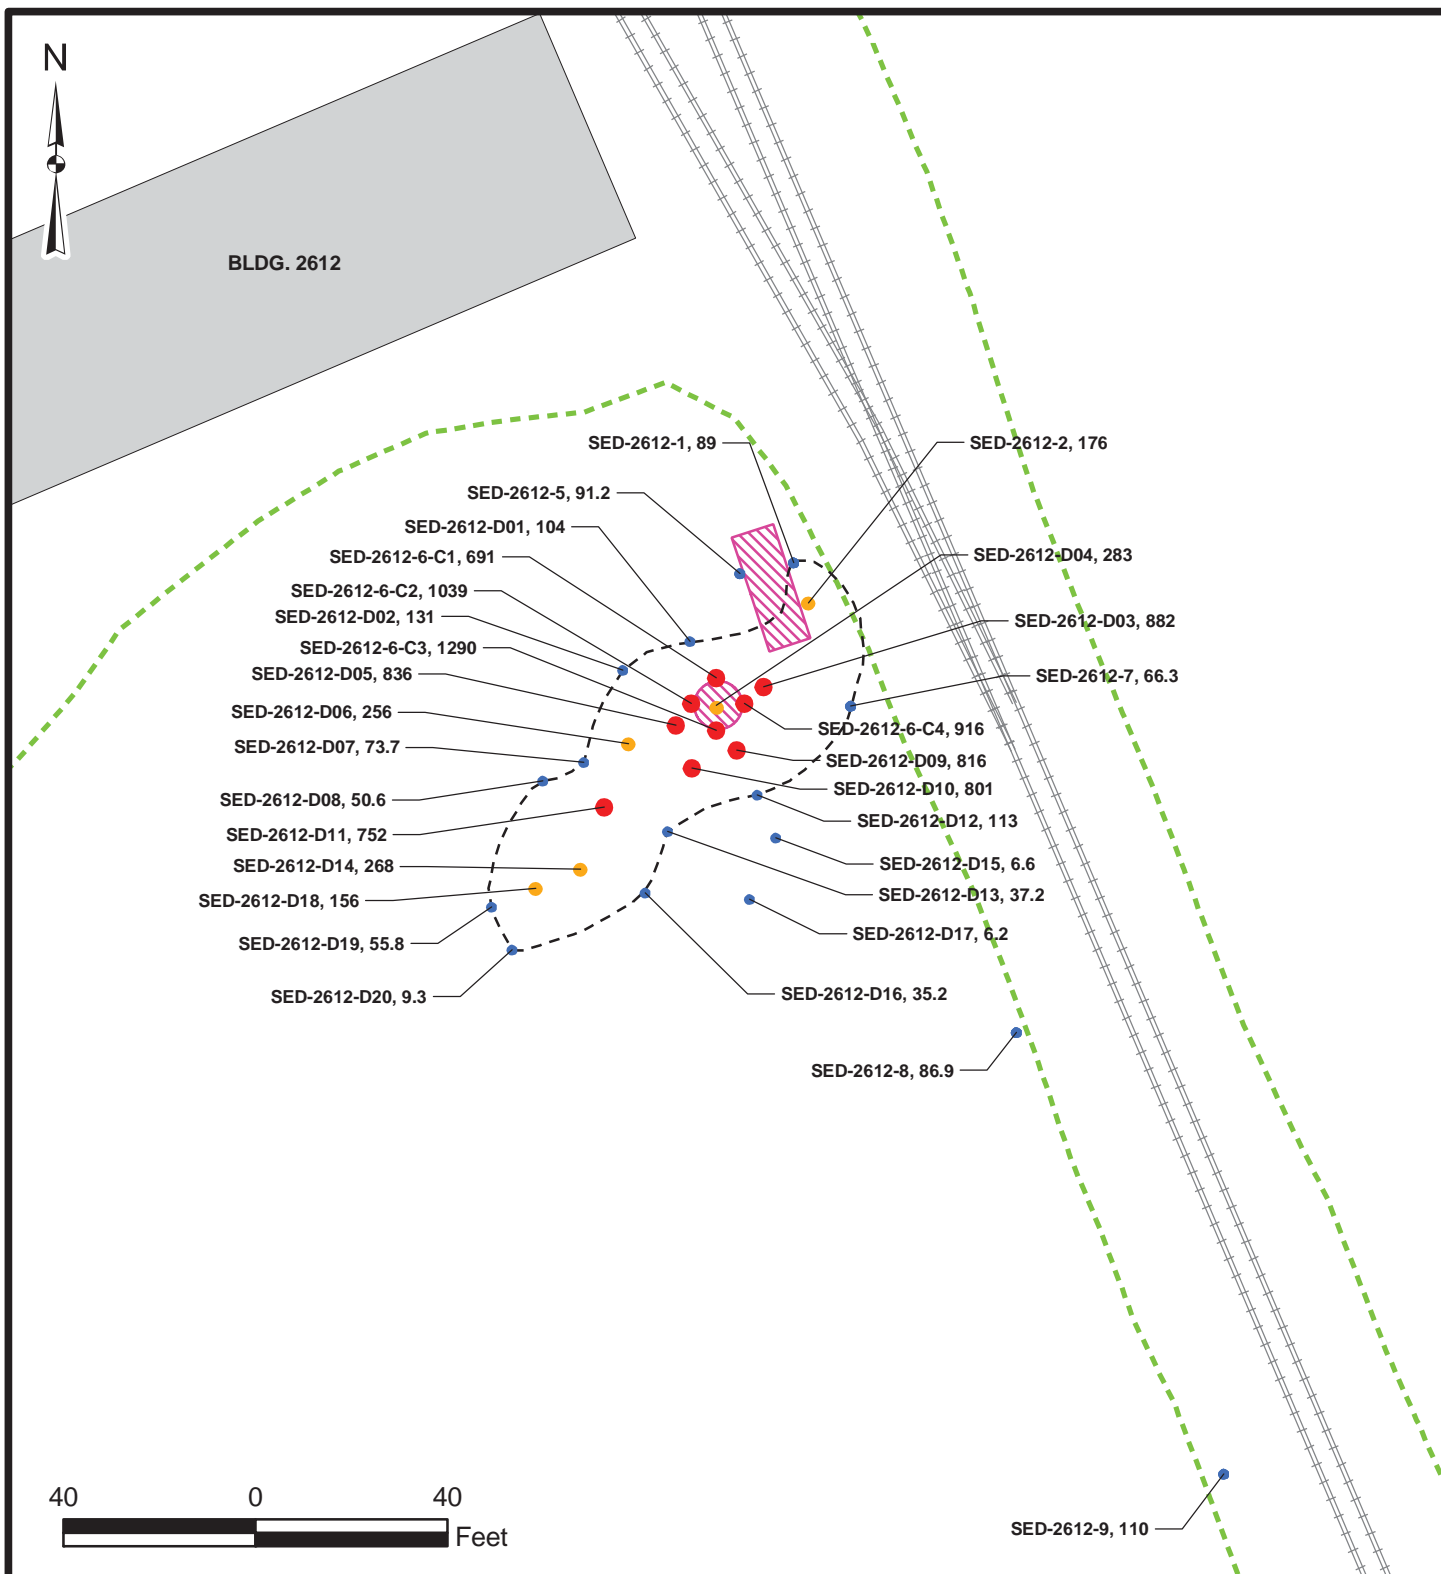 N
BLDG. 2612
SED-2612-1, 89
SED-2612-2, 176
SED-2612-5, 91.2
SED-2612-D01, 104
SED-2612-6-C1, 691
SED-2612-D04, 283
SED-2612-6-C2, 1039
SED-2612-D02, 131
SED-2612-D03, 882
SED-2612-6-C3, 1290
SED-2612-D05, 836
SED-2612-7, 66.3
SED-2612-D06, 256
SED-2612-6-C4, 916
SED-2612-D07, 73.7
SED-2612-D09, 816
SED-2612-D10, 801
SED-2612-D08, 50.6
SED-2612-D12, 113
SED-2612-D11, 752
SED-2612-D14, 268
SED-2612-D15, 6.6
SED-2612-D13, 37.2
SED-2612-D18, 156
SED-2612-D17, 6.2
SED-2612-D19, 55.8
SED-2612-D16, 35.2
SED-2612-D20, 9.3
SED-2612-8, 86.9
40 0 40
Feet
SED-2612-9, 110